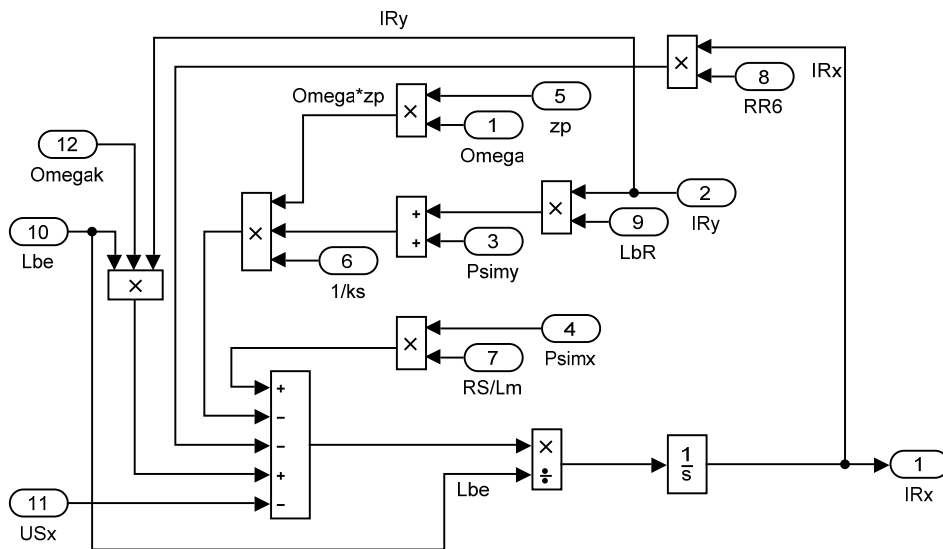 IRy
×
IRx
8
RR6
Omega*zp
×
5
zp
1
Omega
12
Omegak
10
Lbe
×
×
6
1/ks
+
+
3
Psimy
×
2
IRy
9
LbR
×
4
Psimx
7
RS/Lm
+
−
−
+
−
11
USx
Lbe
×
÷
1
s
1
IRx